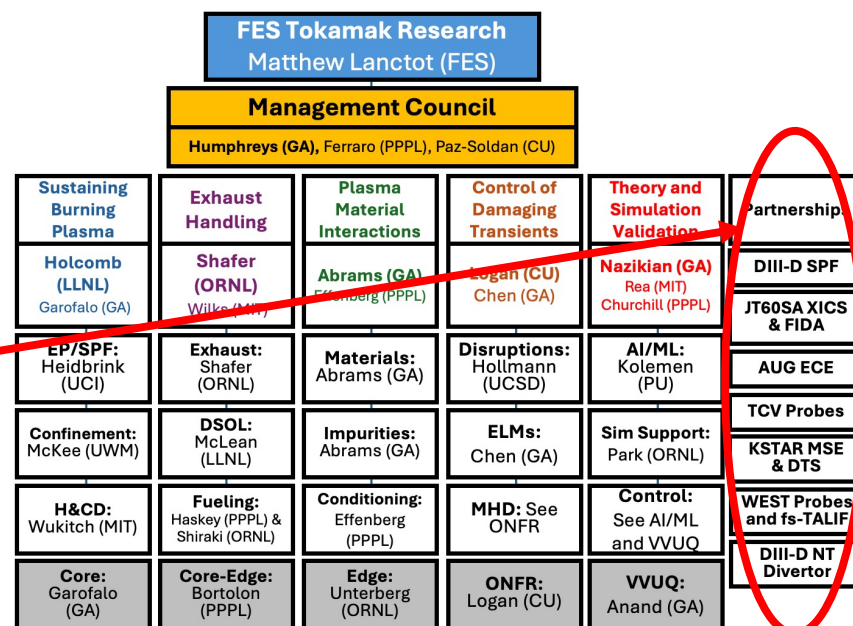 FES Tokamak Research
Matthew Lanctot (FES)
Management Council
Humphreys (GA), Ferraro (PPPL), Paz-Soldan (CU)
Sustaining
Burning
Plasma
Holcomb
(LLNL)
Garofalo (GA)
EP/SPF:
Heidbrink
(UCI)
Confinement:
McKee (UWM)
H&CD:
Wukitch (MIT)
Core:
Garofalo
(GA)
Exhaust
Handling
Shafer
(ORNL)
Wilks (MIT)
Exhaust:
Shafer
(ORNL)
DSOL:
McLean
(LLNL)
Fueling:
Haskey (PPPL) &
Shiraki (ORNL)
Core-Edge:
Bortolon
(PPPL)
Plasma
Material
Interactions
Abrams (GA)
Effenberg (PPPL)
Materials:
Abrams (GA)
Impurities:
Abrams (GA)
Conditioning:
Effenberg
(PPPL)
Edge:
Unterberg
(ORNL)
Control of
Damaging
Transients
Logan (CU)
Chen (GA)
Disruptions:
Hollmann
(UCSD)
ELMs:
Chen (GA)
MHD: See
ONFR
ONFR:
Logan (CU)
Theory and
Simulation
Validation
Nazikian (GA)
Rea (MIT)
Churchill (PPPL)
AI/ML:
Kolemen
(PU)
Sim Support:
Park (ORNL)
Control:
See AI/ML
and VVUQ
VVUQ:
Anand (GA)
Partnerships
DIII-D SPF
JT60SA XICS
& FIDA
AUG ECE
TCV Probes
KSTAR MSE
& DTS
WEST Probes
and fs-TALIF
DIII-D NT
Divertor